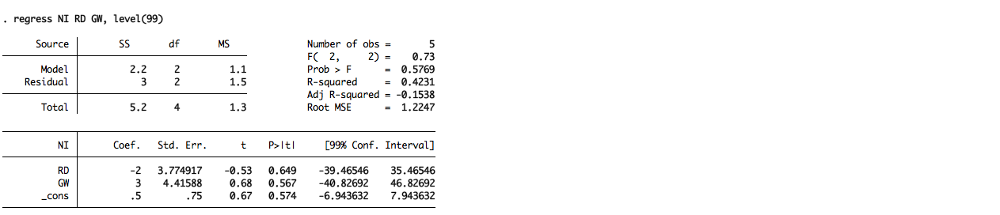 . regress NI RD GW, level(99)
Source SS df MS Number of obs = 5
F( 2, 2) = 0.73
Model 2.2 2 1.1 Prob > F = 0.5769
Residual 3 2 1.5 R-squared = 0.4231
Adj R-squared = -0.1538
Total 5.2 4 1.3 Root MSE = 1.2247
NI Coef. Std. Err. t P>|t| [99% Conf. Interval]
RD -2 3.774917 -0.53 0.649 -39.46546 35.46546
GW 3 4.41588 0.68 0.567 -40.82692 46.82692
_cons .5 .75 0.67 0.574 -6.943632 7.943632